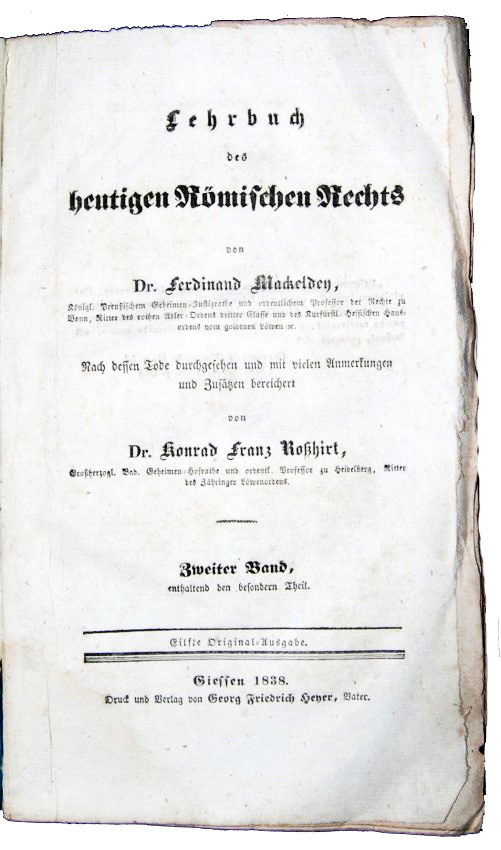 Lehrbuch
des
heutigen Römischen Rechts
von
Dr. Ferdinand Mackeldey,
Königl. Preußischem Geheimen-Justizrathe und ordentlichem Professor der Rechte zu
Bonn, Ritter des rothen Adler-Ordens dritter Classe und des Kurfürstl. Hessischen Haus-
ordens vom goldenen Löwen ꝛc.
Nach dessen Tode durchgesehen und mit vielen Anmerkungen
und Zusätzen bereichert
von
Dr. Konrad Franz Roßhirt,
Großherzogl. Bad. Geheimen-Hofrathe und ordentl. Professor zu Heidelberg, Ritter
des Zähringer Löwenordens.
Zweiter Band,
enthaltend den besondern Theil.
Eilfte Original-Ausgabe.
Giessen 1838.
Druck und Verlag von Georg Friedrich Heyer, Vater.